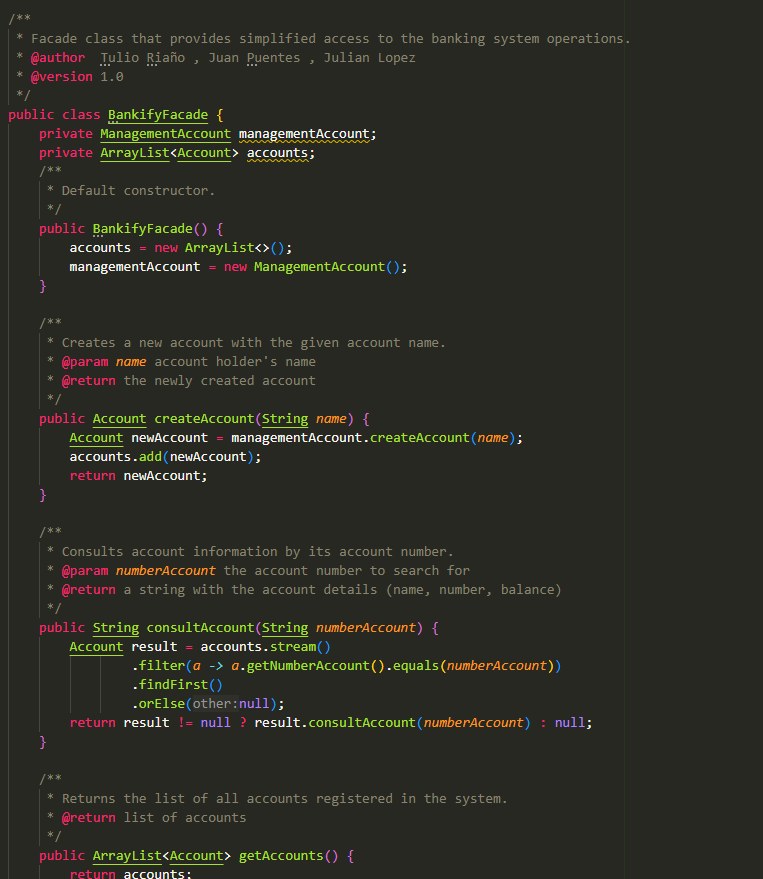 /**
 * Facade class that provides simplified access to the banking system operations.
 * @author  Tulio Riaño , Juan Puentes , Julian Lopez
 * @version 1.0
 */
public class BankifyFacade {
    private ManagementAccount managementAccount;
    private ArrayList<Account> accounts;
    /**
     * Default constructor.
     */
    public BankifyFacade() {
        accounts = new ArrayList<>();
        managementAccount = new ManagementAccount();
    }

    /**
     * Creates a new account with the given account name.
     * @param name account holder's name
     * @return the newly created account
     */
    public Account createAccount(String name) {
        Account newAccount = managementAccount.createAccount(name);
        accounts.add(newAccount);
        return newAccount;
    }

    /**
     * Consults account information by its account number.
     * @param numberAccount the account number to search for
     * @return a string with the account details (name, number, balance)
     */
    public String consultAccount(String numberAccount) {
        Account result = accounts.stream()
                .filter(a -> a.getNumberAccount().equals(numberAccount))
                .findFirst()
                .orElse(other:null);
        return result != null ? result.consultAccount(numberAccount) : null;
    }

    /**
     * Returns the list of all accounts registered in the system.
     * @return list of accounts
     */
    public ArrayList<Account> getAccounts() {
        return accounts;